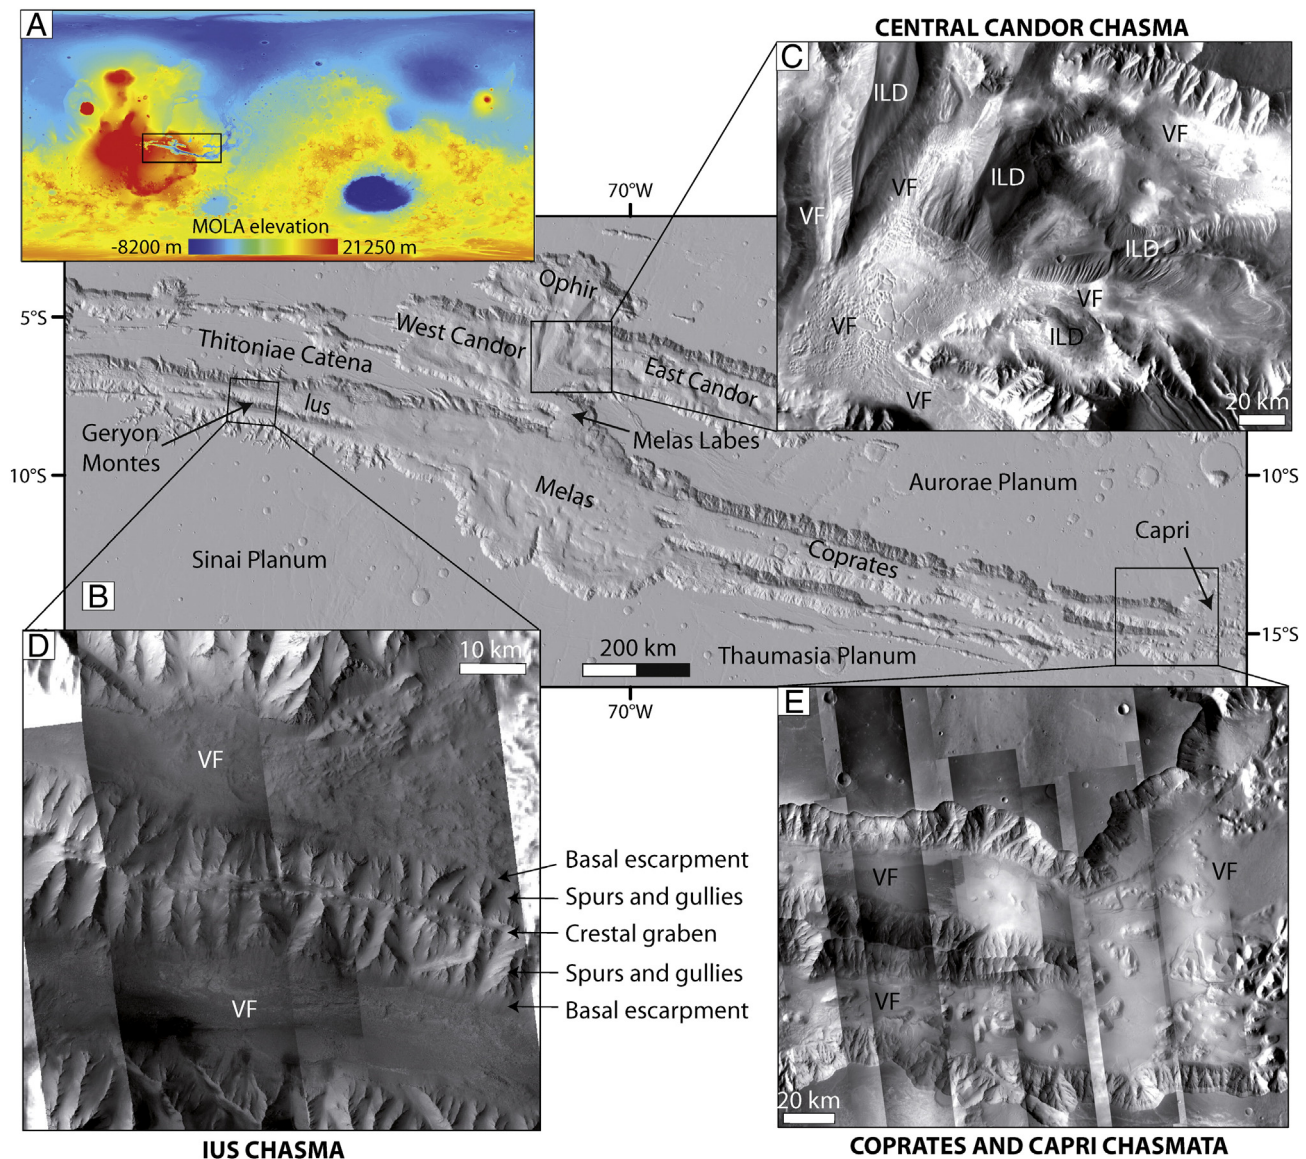 A
MOLA elevation
-8200 m
21250 m
CENTRAL CANDOR CHASMA
C
ILD
VF
VF
ILD
VF
ILD
VF
VF
ILD
VF
20 km
70°W
5°S
10°S
10°S
15°S
Ophir
West Candor
Thitoniae Catena
East Candor
Ius
Geryon
Montes
Melas Labes
Melas
Aurorae Planum
Capri
Coprates
Sinai Planum
B
200 km
Thaumasia Planum
70°W
D
10 km
VF
VF
Basal escarpment
Spurs and gullies
Crestal graben
Spurs and gullies
Basal escarpment
IUS CHASMA
E
VF
VF
VF
20 km
COPRATES AND CAPRI CHASMATA